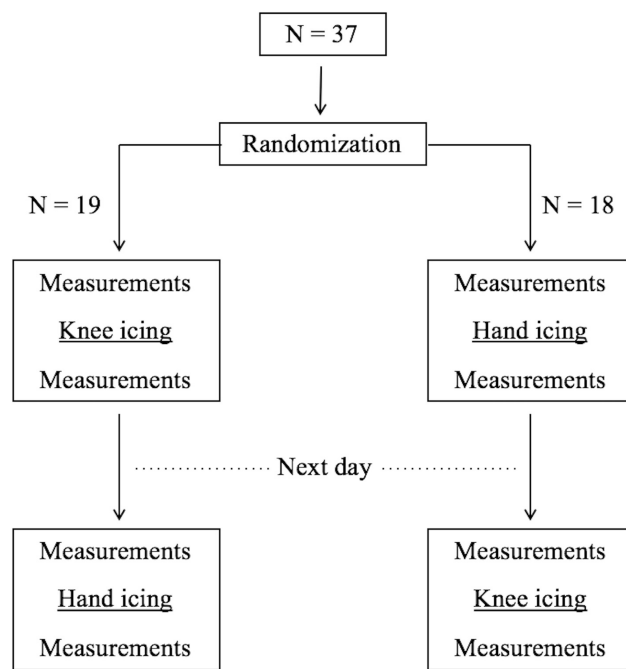 N = 37
Randomization
N = 19
N = 18
Measurements
Knee icing
Measurements
Measurements
Hand icing
Measurements
Next day
Measurements
Hand icing
Measurements
Measurements
Knee icing
Measurements